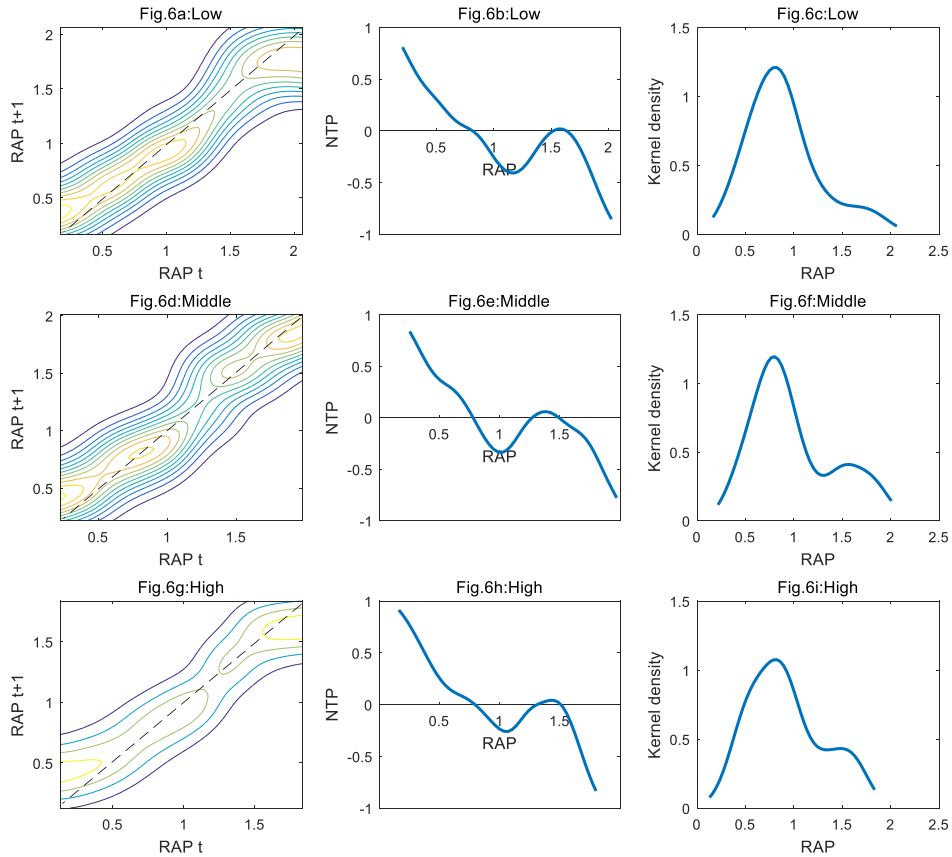 Fig.6a:Low
2
1.5
1
0.5
RAP t+1
0.5 1 1.5 2
RAP t
Fig.6b:Low
1
0.5
0
-0.5
-1
NTP
0.5 1 1.5 2
RAP
Fig.6c:Low
1.5
1
0.5
0
Kernel density
0 0.5 1 1.5 2 2.5
RAP
Fig.6d:Middle
2
1.5
1
0.5
RAP t+1
0.5 1 1.5
RAP t
Fig.6e:Middle
1
0.5
0
-0.5
-1
NTP
0.5 1 1.5
RAP
Fig.6f:Middle
1.5
1
0.5
0
Kernel density
0 0.5 1 1.5 2 2.5
RAP
Fig.6g:High
1.5
1
0.5
RAP t+1
0.5 1 1.5
RAP t
Fig.6h:High
1
0.5
0
-0.5
-1
NTP
0.5 1 1.5
RAP
Fig.6i:High
1.5
1
0.5
0
Kernel density
0 0.5 1 1.5 2 2.5
RAP